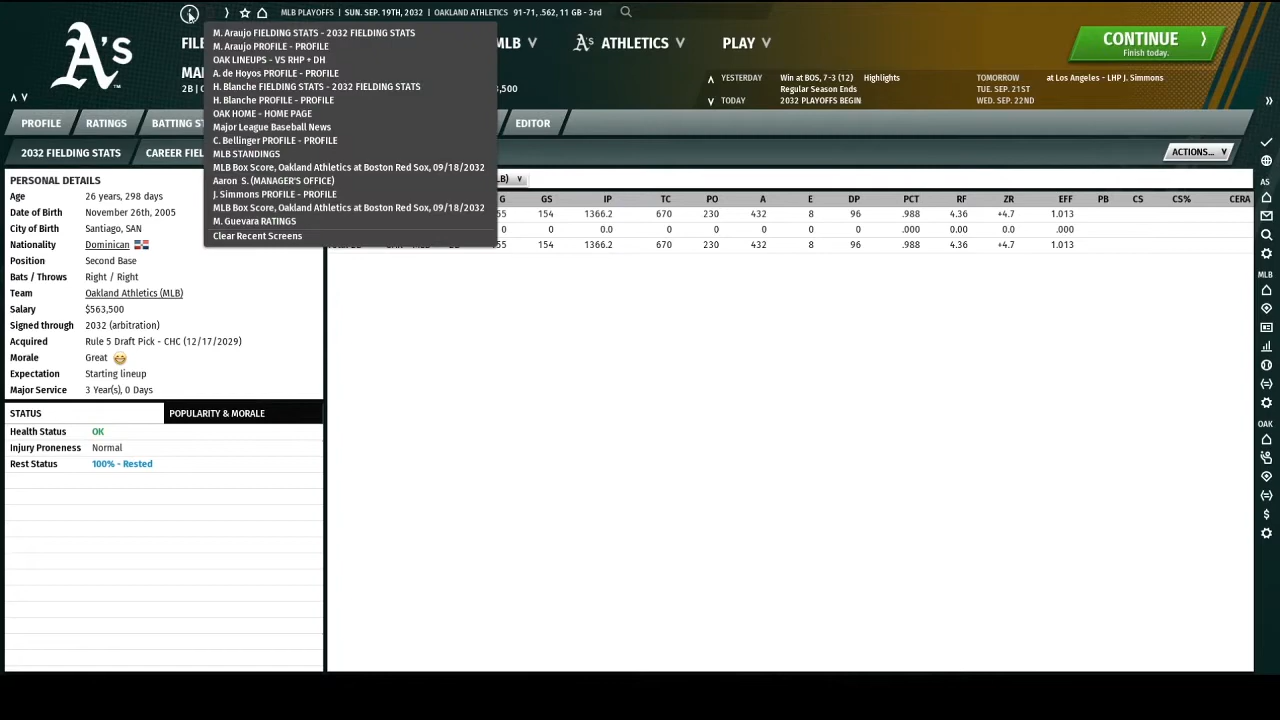 MLB PLAYOFFS | SUN. SEP. 19TH, 2032 | OAKLAND ATHLETICS 91-71, .562, 11 GB - 3rd
A's
ATHLETICS
PLAY
CONTINUE
Finish today.
YESTERDAY
Win at BOS, 7-3 (12) Highlights
Regular Season Ends
TODAY
2032 PLAYOFFS BEGIN
TOMORROW
at Los Angeles - LHP J. Simmons
TUE. SEP. 21ST
WED. SEP. 22ND
M. Araujo FIELDING STATS - 2032 FIELDING STATS
M. Araujo PROFILE - PROFILE
OAK LINEUPS - VS RHP + DH
A. de Hoyos PROFILE - PROFILE
H. Blanche FIELDING STATS - 2032 FIELDING STATS
H. Blanche PROFILE - PROFILE
OAK HOME - HOME PAGE
Major League Baseball News
C. Bellinger PROFILE - PROFILE
MLB STANDINGS
MLB Box Score, Oakland Athletics at Boston Red Sox, 09/18/2032
Aaron S. (MANAGER'S OFFICE)
J. Simmons PROFILE - PROFILE
MLB Box Score, Oakland Athletics at Boston Red Sox, 09/18/2032
M. Guevara RATINGS
Clear Recent Screens
PROFILE RATINGS BATTING ST EDITOR
2032 FIELDING STATS CAREER FIEL ACTIONS...
PERSONAL DETAILS
Age 26 years, 298 days
Date of Birth November 26th, 2005
City of Birth Santiago, SAN
Nationality Dominican
Position Second Base
Bats / Throws Right / Right
Team Oakland Athletics (MLB)
Salary $563,500
Signed through 2032 (arbitration)
Acquired Rule 5 Draft Pick - CHC (12/17/2029)
Morale Great
Expectation Starting lineup
Major Service 3 Year(s), 0 Days
STATUS POPULARITY & MORALE
Health Status OK
Injury Proneness Normal
Rest Status 100% - Rested
G GS IP TC PO A E DP PCT RF ZR EFF PB CS CS% CERA
55 154 1366.2 670 230 432 8 96 .988 4.36 +4.7 1.013
0 0 0.0 0 0 0 0 0 .000 0.00 0.0 .000
55 154 1366.2 670 230 432 8 96 .988 4.36 +4.7 1.013
AS
MLB
OAK